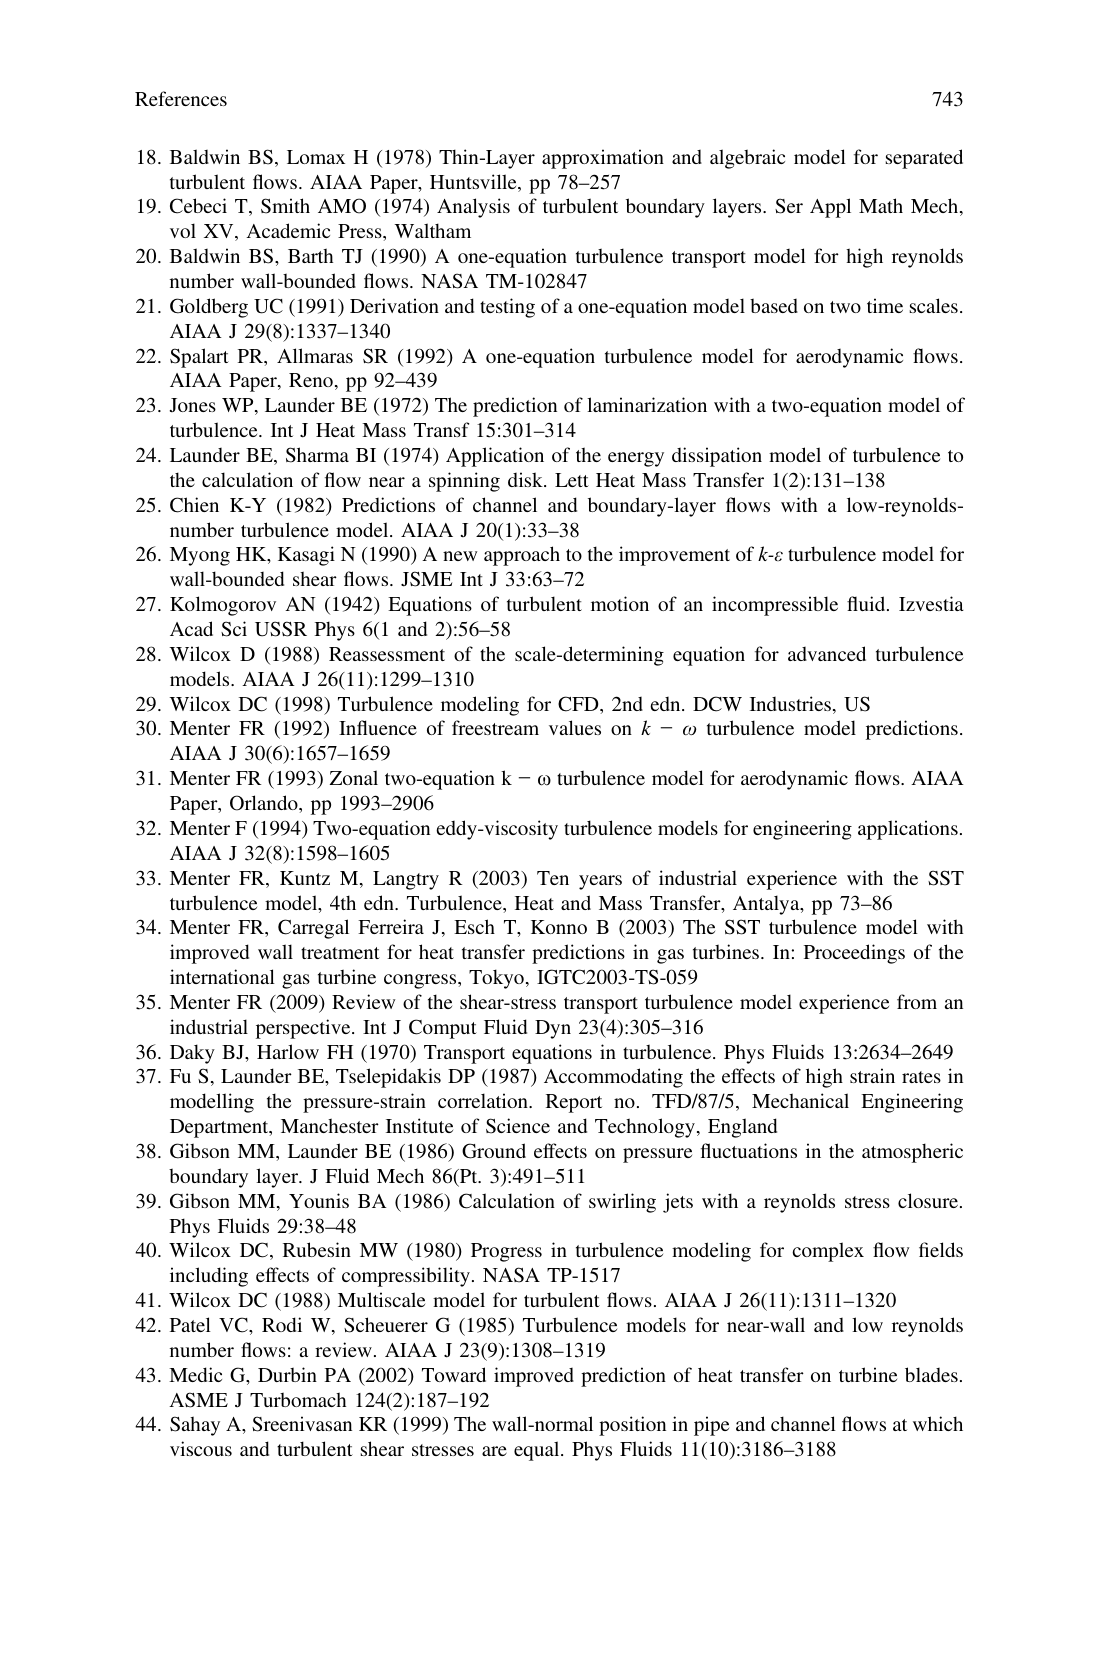 References 743
18. Baldwin BS, Lomax H (1978) Thin-Layer approximation and algebraic model for separated
turbulent flows. AIAA Paper, Huntsville, pp 78–257
19. Cebeci T, Smith AMO (1974) Analysis of turbulent boundary layers. Ser Appl Math Mech,
vol XV, Academic Press, Waltham
20. Baldwin BS, Barth TJ (1990) A one-equation turbulence transport model for high reynolds
number wall-bounded flows. NASA TM-102847
21. Goldberg UC (1991) Derivation and testing of a one-equation model based on two time scales.
AIAA J 29(8):1337–1340
22. Spalart PR, Allmaras SR (1992) A one-equation turbulence model for aerodynamic flows.
AIAA Paper, Reno, pp 92–439
23. Jones WP, Launder BE (1972) The prediction of laminarization with a two-equation model of
turbulence. Int J Heat Mass Transf 15:301–314
24. Launder BE, Sharma BI (1974) Application of the energy dissipation model of turbulence to
the calculation of flow near a spinning disk. Lett Heat Mass Transfer 1(2):131–138
25. Chien K-Y (1982) Predictions of channel and boundary-layer flows with a low-reynolds-
number turbulence model. AIAA J 20(1):33–38
26. Myong HK, Kasagi N (1990) A new approach to the improvement of k-ε turbulence model for
wall-bounded shear flows. JSME Int J 33:63–72
27. Kolmogorov AN (1942) Equations of turbulent motion of an incompressible fluid. Izvestia
Acad Sci USSR Phys 6(1 and 2):56–58
28. Wilcox D (1988) Reassessment of the scale-determining equation for advanced turbulence
models. AIAA J 26(11):1299–1310
29. Wilcox DC (1998) Turbulence modeling for CFD, 2nd edn. DCW Industries, US
30. Menter FR (1992) Influence of freestream values on k − ω turbulence model predictions.
AIAA J 30(6):1657–1659
31. Menter FR (1993) Zonal two-equation k − ω turbulence model for aerodynamic flows. AIAA
Paper, Orlando, pp 1993–2906
32. Menter F (1994) Two-equation eddy-viscosity turbulence models for engineering applications.
AIAA J 32(8):1598–1605
33. Menter FR, Kuntz M, Langtry R (2003) Ten years of industrial experience with the SST
turbulence model, 4th edn. Turbulence, Heat and Mass Transfer, Antalya, pp 73–86
34. Menter FR, Carregal Ferreira J, Esch T, Konno B (2003) The SST turbulence model with
improved wall treatment for heat transfer predictions in gas turbines. In: Proceedings of the
international gas turbine congress, Tokyo, IGTC2003-TS-059
35. Menter FR (2009) Review of the shear-stress transport turbulence model experience from an
industrial perspective. Int J Comput Fluid Dyn 23(4):305–316
36. Daky BJ, Harlow FH (1970) Transport equations in turbulence. Phys Fluids 13:2634–2649
37. Fu S, Launder BE, Tselepidakis DP (1987) Accommodating the effects of high strain rates in
modelling the pressure-strain correlation. Report no. TFD/87/5, Mechanical Engineering
Department, Manchester Institute of Science and Technology, England
38. Gibson MM, Launder BE (1986) Ground effects on pressure fluctuations in the atmospheric
boundary layer. J Fluid Mech 86(Pt. 3):491–511
39. Gibson MM, Younis BA (1986) Calculation of swirling jets with a reynolds stress closure.
Phys Fluids 29:38–48
40. Wilcox DC, Rubesin MW (1980) Progress in turbulence modeling for complex flow fields
including effects of compressibility. NASA TP-1517
41. Wilcox DC (1988) Multiscale model for turbulent flows. AIAA J 26(11):1311–1320
42. Patel VC, Rodi W, Scheuerer G (1985) Turbulence models for near-wall and low reynolds
number flows: a review. AIAA J 23(9):1308–1319
43. Medic G, Durbin PA (2002) Toward improved prediction of heat transfer on turbine blades.
ASME J Turbomach 124(2):187–192
44. Sahay A, Sreenivasan KR (1999) The wall-normal position in pipe and channel flows at which
viscous and turbulent shear stresses are equal. Phys Fluids 11(10):3186–3188